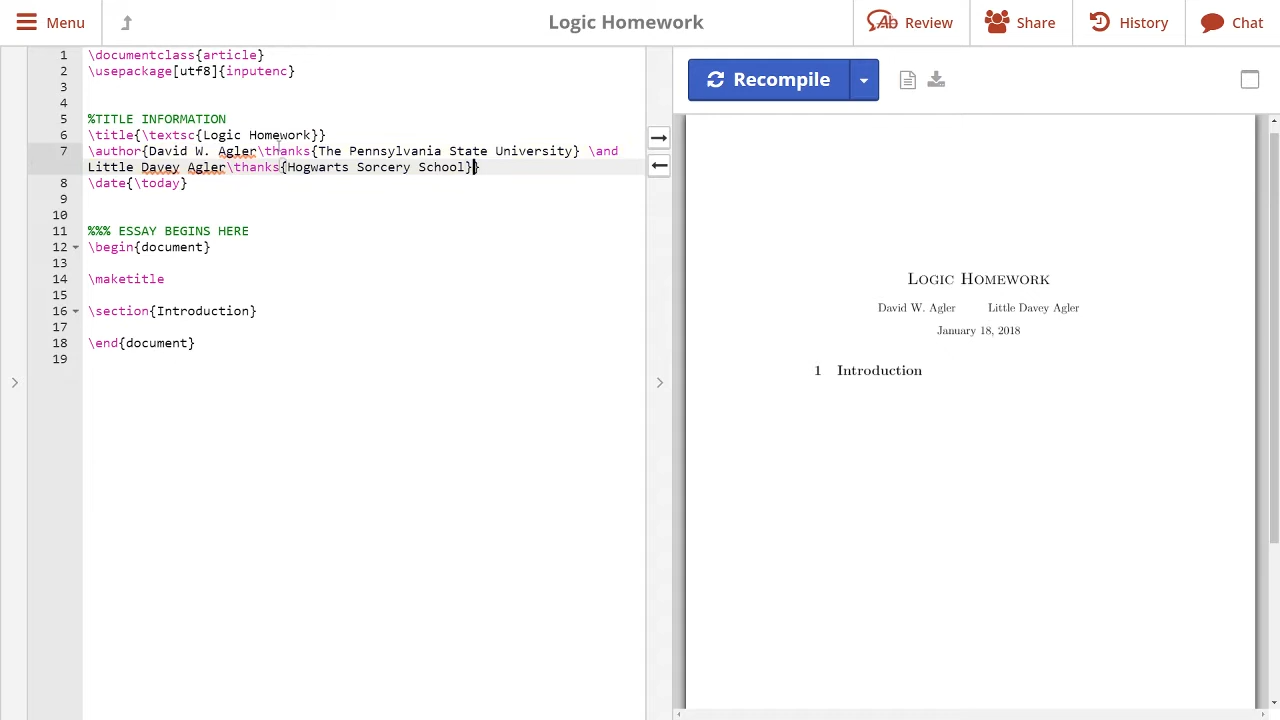 Menu
Logic Homework
Review
Share
History
Chat
1 \documentclass{article}
2 \usepackage[utf8]{inputenc}
3
4
5 %TITLE INFORMATION
6 \title{\textsc{Logic Homework}}
7 \author{David W. Agler\thanks{The Pennsylvania State University} \and
Little Davey Agler\thanks{Hogwarts Sorcery School}}
8 \date{\today}
9
10
11 %%% ESSAY BEGINS HERE
12 \begin{document}
13
14 \maketitle
15
16 \section{Introduction}
17
18 \end{document}
19
Recompile
Logic Homework
David W. Agler Little Davey Agler
January 18, 2018
1 Introduction